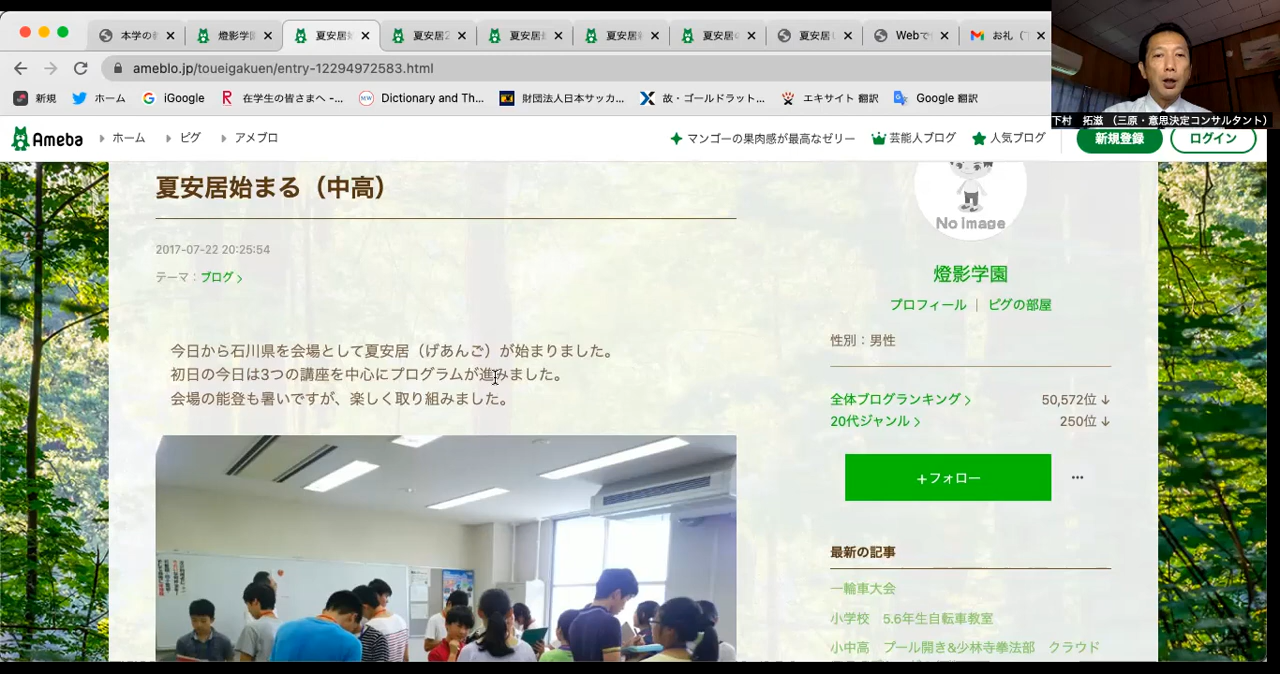 本学の
燈影学
夏安居
夏安居2
夏安居
夏安居
夏安居
夏安居
Webで
お礼（
ameblo.jp/toueigakuen/entry-12294972583.html
新規
ホーム
iGoogle
在学生の皆さまへ -...
Dictionary and Th...
財団法人日本サッカ...
故・ゴールドラット...
エキサイト 翻訳
Google 翻訳
下村 拓滋 （三原・意思決定コンサルタント）
Ameba
ホーム
ピグ
アメブロ
マンゴーの果肉感が最高なゼリー
芸能人ブログ
人気ブログ
新規登録
ログイン
夏安居始まる（中高）
2017-07-22 20:25:54
テーマ：ブログ
今日から石川県を会場として夏安居（げあんご）が始まりました。
初日の今日は3つの講座を中心にプログラムが進みました。
会場の能登も暑いですが、楽しく取り組みました。
No Image
燈影学園
プロフィール | ピグの部屋
性別：男性
全体ブログランキング 50,572位 ↓
20代ジャンル 250位 ↓
+フォロー
...
最新の記事
一輪車大会
小学校 5.6年生自転車教室
小中高 プール開き&少林寺拳法部 クラウド